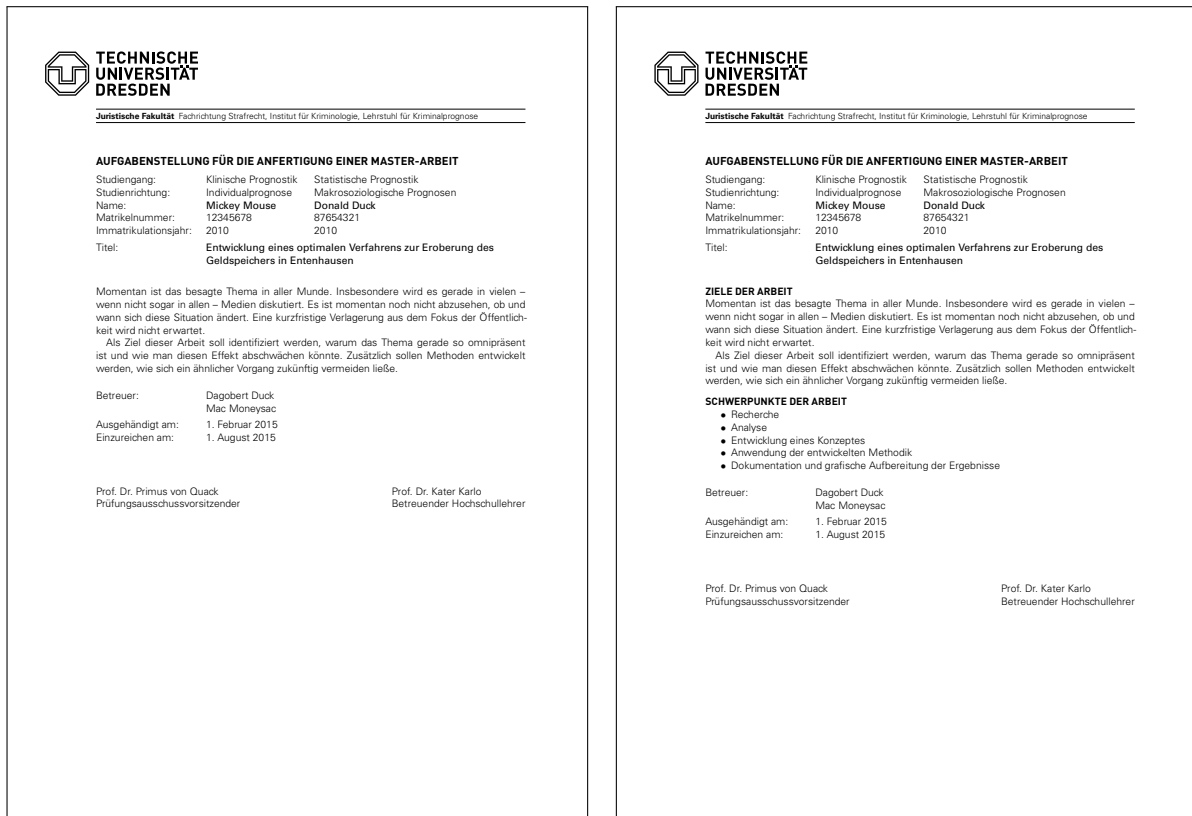 TECHNISCHE
UNIVERSITÄT
DRESDEN
Juristische Fakultät Fachrichtung Strafrecht, Institut für Kriminologie, Lehrstuhl für Kriminalprognose
AUFGABENSTELLUNG FÜR DIE ANFERTIGUNG EINER MASTER-ARBEIT
Studiengang: Klinische Prognostik Statistische Prognostik
Studienrichtung: Individualprognose Makrosoziologische Prognosen
Name: Mickey Mouse Donald Duck
Matrikelnummer: 12345678 87654321
Immatrikulationsjahr: 2010 2010
Titel: Entwicklung eines optimalen Verfahrens zur Eroberung des
Geldspeichers in Entenhausen
Momentan ist das besagte Thema in aller Munde. Insbesondere wird es gerade in vielen –
wenn nicht sogar in allen – Medien diskutiert. Es ist momentan noch nicht abzusehen, ob und
wann sich diese Situation ändert. Eine kurzfristige Verlagerung aus dem Fokus der Öffentlich-
keit wird nicht erwartet.
Als Ziel dieser Arbeit soll identifiziert werden, warum das Thema gerade so omnipräsent
ist und wie man diesen Effekt abschwächen könnte. Zusätzlich sollen Methoden entwickelt
werden, wie sich ein ähnlicher Vorgang zukünftig vermeiden ließe.
Betreuer: Dagobert Duck
Mac Moneysac
Ausgehändigt am: 1. Februar 2015
Einzureichen am: 1. August 2015
Prof. Dr. Primus von Quack Prof. Dr. Kater Karlo
Prüfungsausschussvorsitzender Betreuender Hochschullehrer
TECHNISCHE
UNIVERSITÄT
DRESDEN
Juristische Fakultät Fachrichtung Strafrecht, Institut für Kriminologie, Lehrstuhl für Kriminalprognose
AUFGABENSTELLUNG FÜR DIE ANFERTIGUNG EINER MASTER-ARBEIT
Studiengang: Klinische Prognostik Statistische Prognostik
Studienrichtung: Individualprognose Makrosoziologische Prognosen
Name: Mickey Mouse Donald Duck
Matrikelnummer: 12345678 87654321
Immatrikulationsjahr: 2010 2010
Titel: Entwicklung eines optimalen Verfahrens zur Eroberung des
Geldspeichers in Entenhausen
ZIELE DER ARBEIT
Momentan ist das besagte Thema in aller Munde. Insbesondere wird es gerade in vielen –
wenn nicht sogar in allen – Medien diskutiert. Es ist momentan noch nicht abzusehen, ob und
wann sich diese Situation ändert. Eine kurzfristige Verlagerung aus dem Fokus der Öffentlich-
keit wird nicht erwartet.
Als Ziel dieser Arbeit soll identifiziert werden, warum das Thema gerade so omnipräsent
ist und wie man diesen Effekt abschwächen könnte. Zusätzlich sollen Methoden entwickelt
werden, wie sich ein ähnlicher Vorgang zukünftig vermeiden ließe.
SCHWERPUNKTE DER ARBEIT
• Recherche
• Analyse
• Entwicklung eines Konzeptes
• Anwendung der entwickelten Methodik
• Dokumentation und grafische Aufbereitung der Ergebnisse
Betreuer: Dagobert Duck
Mac Moneysac
Ausgehändigt am: 1. Februar 2015
Einzureichen am: 1. August 2015
Prof. Dr. Primus von Quack Prof. Dr. Kater Karlo
Prüfungsausschussvorsitzender Betreuender Hochschullehrer